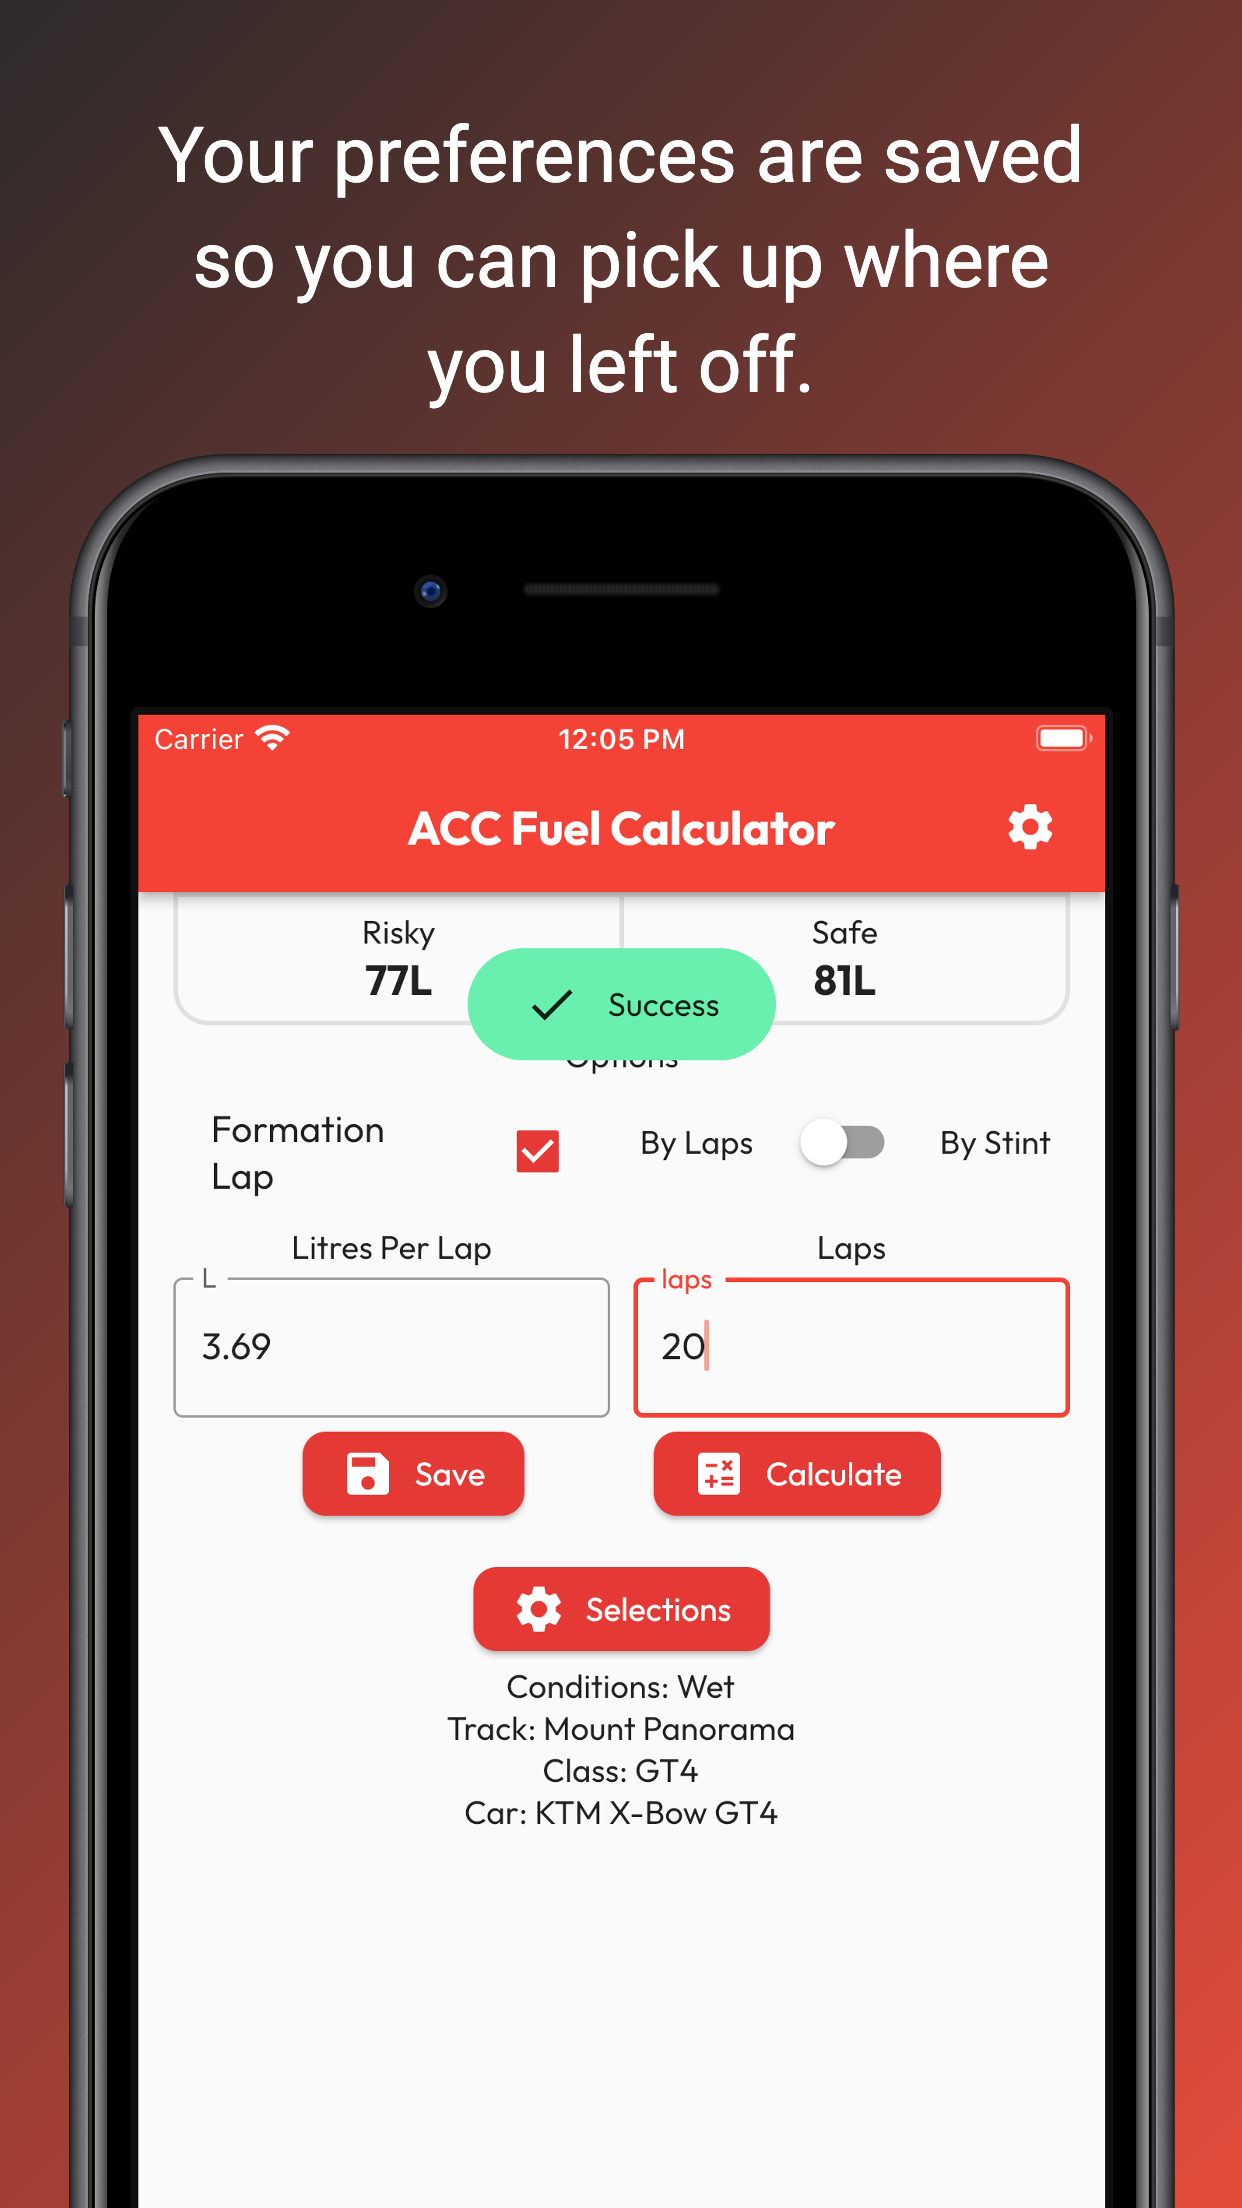 Your preferences are saved
so you can pick up where
you left off.
Carrier
12:05 PM
ACC Fuel Calculator
Risky
77L
Safe
81L
Success
Options
Formation
Lap
By Laps
By Stint
Litres Per Lap
Laps
L
3.69
laps
20
Save
Calculate
Selections
Conditions: Wet
Track: Mount Panorama
Class: GT4
Car: KTM X-Bow GT4